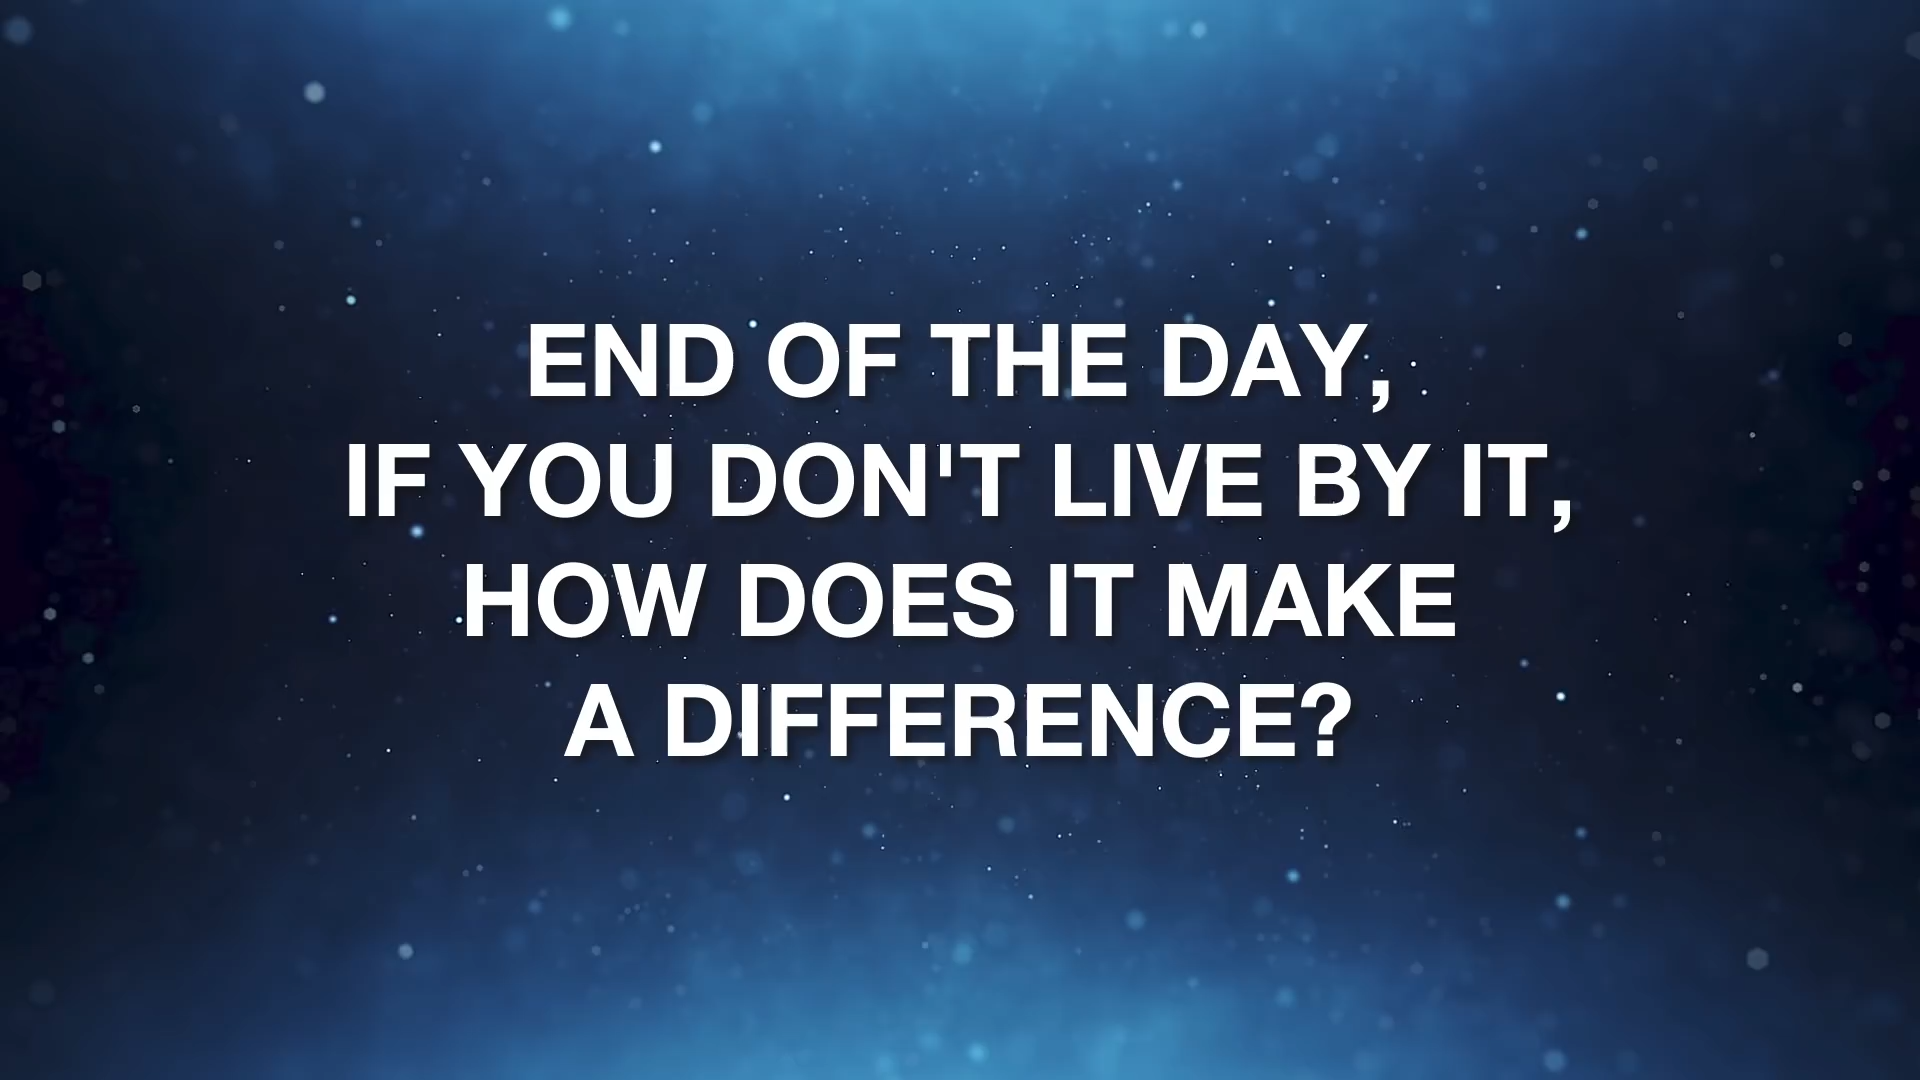 END OF THE DAY,
IF YOU DON'T LIVE BY IT,
HOW DOES IT MAKE
A DIFFERENCE?